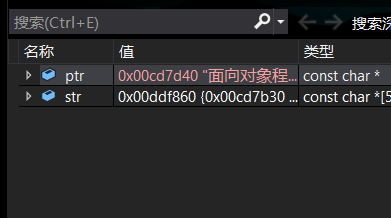 搜索(Ctrl+E) 搜索深
名称 值 类型
ptr 0x00cd7d40 "面向对象程... const char *
str 0x00ddf860 {0x00cd7b30 ... const char *[5